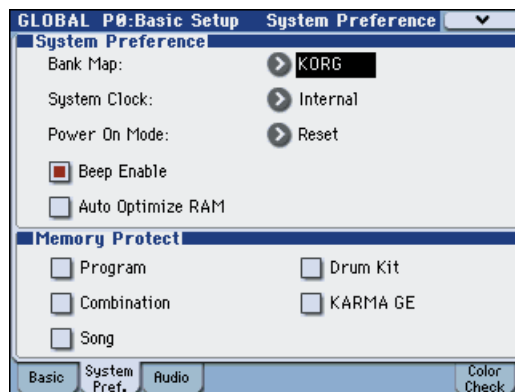 GLOBAL P0:Basic Setup System Preference
System Preference
Bank Map: KORG
System Clock: Internal
Power On Mode: Reset
Beep Enable
Auto Optimize RAM
Memory Protect
Program Drum Kit
Combination KARMA GE
Song
Basic System Pref. Audio Color Check